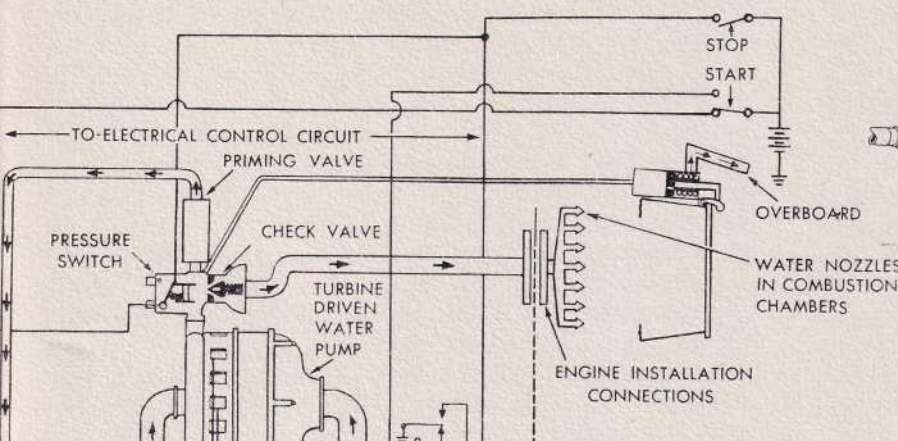 STOP
START
TO-ELECTRICAL CONTROL CIRCUIT
PRIMING VALVE
OVERBOARD
PRESSURE
SWITCH
CHECK VALVE
WATER NOZZLES
IN COMBUSTION
CHAMBERS
TURBINE
DRIVEN
WATER
PUMP
ENGINE INSTALLATION
CONNECTIONS